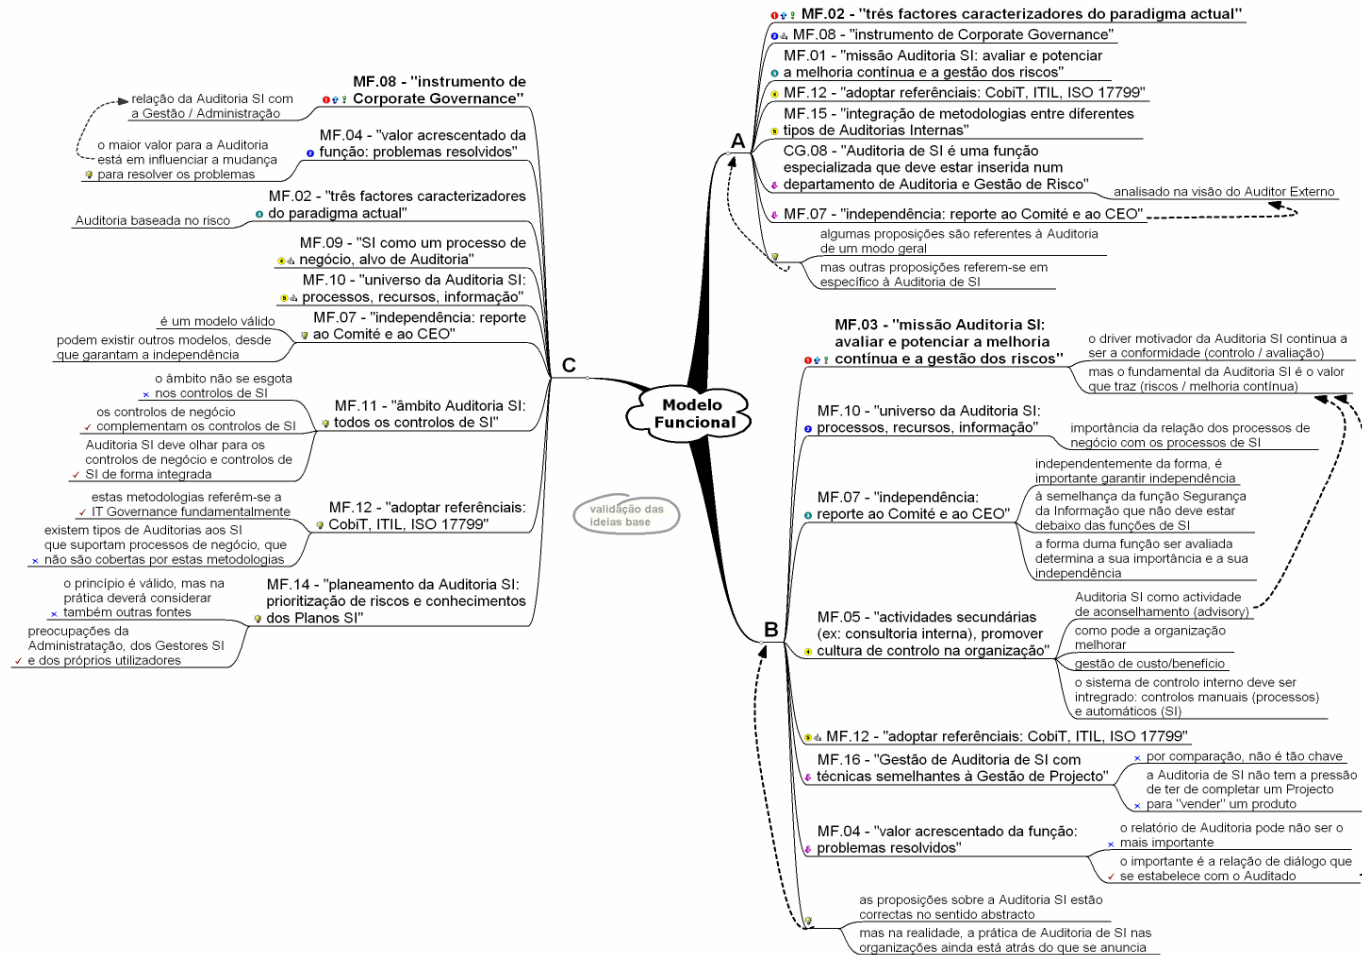 Modelo
Funcional
validação das
ideias base
A
MF.02 - "três factores caracterizadores do paradigma actual"
MF.08 - "instrumento de Corporate Governance"
MF.01 - "missão Auditoria SI: avaliar e potenciar
a melhoria contínua e a gestão dos riscos"
MF.12 - "adoptar referênciais: CobiT, ITIL, ISO 17799"
MF.15 - "integração de metodologias entre diferentes
tipos de Auditorias Internas"
CG.08 - "Auditoria de SI é uma função
especializada que deve estar inserida num
departamento de Auditoria e Gestão de Risco"
analisado na visão do Auditor Externo
MF.07 - "independência: reporte ao Comité e ao CEO"
algumas proposições são referentes à Auditoria
de um modo geral
mas outras proposições referem-se em
específico à Auditoria de SI
B
MF.03 - "missão Auditoria SI:
avaliar e potenciar a melhoria
contínua e a gestão dos riscos"
o driver motivador da Auditoria SI continua a
ser a conformidade (controlo / avaliação)
mas o fundamental da Auditoria SI é o valor
que traz (riscos / melhoria contínua)
MF.10 - "universo da Auditoria SI:
processos, recursos, informação"
importância da relação dos processos de
negócio com os processos de SI
MF.07 - "independência:
reporte ao Comité e ao CEO"
independentemente da forma, é
importante garantir independência
à semelhança da função Segurança
da Informação que não deve estar
debaixo das funções de SI
a forma duma função ser avaliada
determina a sua importância e a sua
independência
MF.05 - "actividades secundárias
(ex: consultoria interna), promover
cultura de controlo na organização"
Auditoria SI como actividade
de aconselhamento (advisory)
como pode a organização
melhorar
gestão de custo/benefício
o sistema de controlo interno deve ser
intregrado: controlos manuais (processos)
e automáticos (SI)
MF.12 - "adoptar referênciais: CobiT, ITIL, ISO 17799"
MF.16 - "Gestão de Auditoria de SI com
técnicas semelhantes à Gestão de Projecto"
por comparação, não é tão chave
a Auditoria de SI não tem a pressão
de ter de completar um Projecto
para "vender" um produto
MF.04 - "valor acrescentado da função:
problemas resolvidos"
o relatório de Auditoria pode não ser o
mais importante
o importante é a relação de diálogo que
se estabelece com o Auditado
as proposições sobre a Auditoria SI estão
correctas no sentido abstracto
mas na realidade, a prática de Auditoria de SI nas
organizações ainda está atrás do que se anuncia
C
MF.08 - "instrumento de
Corporate Governance"
relação da Auditoria SI com
a Gestão / Administração
MF.04 - "valor acrescentado da
função: problemas resolvidos"
o maior valor para a Auditoria
está em influenciar a mudança
para resolver os problemas
MF.02 - "três factores caracterizadores
do paradigma actual"
Auditoria baseada no risco
MF.09 - "SI como um processo de
negócio, alvo de Auditoria"
MF.10 - "universo da Auditoria SI:
processos, recursos, informação"
MF.07 - "independência: reporte
ao Comité e ao CEO"
é um modelo válido
podem existir outros modelos, desde
que garantam a independência
MF.11 - "âmbito Auditoria SI:
todos os controlos de SI"
o âmbito não se esgota
nos controlos de SI
os controlos de negócio
complementam os controlos de SI
Auditoria SI deve olhar para os
controlos de negócio e controlos de
SI de forma integrada
MF.12 - "adoptar referênciais:
CobiT, ITIL, ISO 17799"
estas metodologias referêm-se a
IT Governance fundamentalmente
existem tipos de Auditorias aos SI
que suportam processos de negócio, que
não são cobertas por estas metodologias
MF.14 - "planeamento da Auditoria SI:
prioritização de riscos e conhecimentos
dos Planos SI"
o princípio é válido, mas na
prática deverá considerar
também outras fontes
preocupações da
Administratação, dos Gestores SI
e dos próprios utilizadores